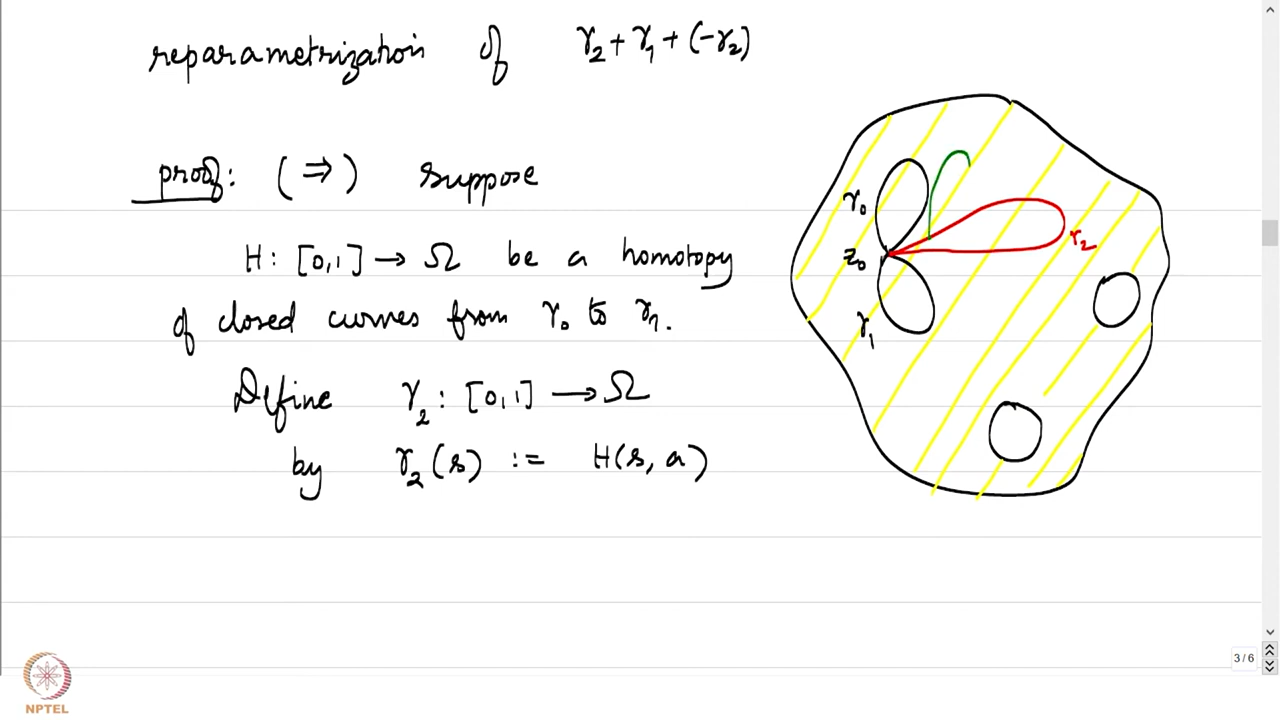 reparametrization of γ₂ + γ₁ + (-γ₂)
proof: (⇒) suppose
H: [0,1] → Ω be a homotopy
of closed curves from γ₀ to γ₁.
Define γ₂ : [0,1] → Ω
by γ₂(s) := H(s, a)
γ₀
z₀
γ₂
γ₁
3 / 6
NPTEL